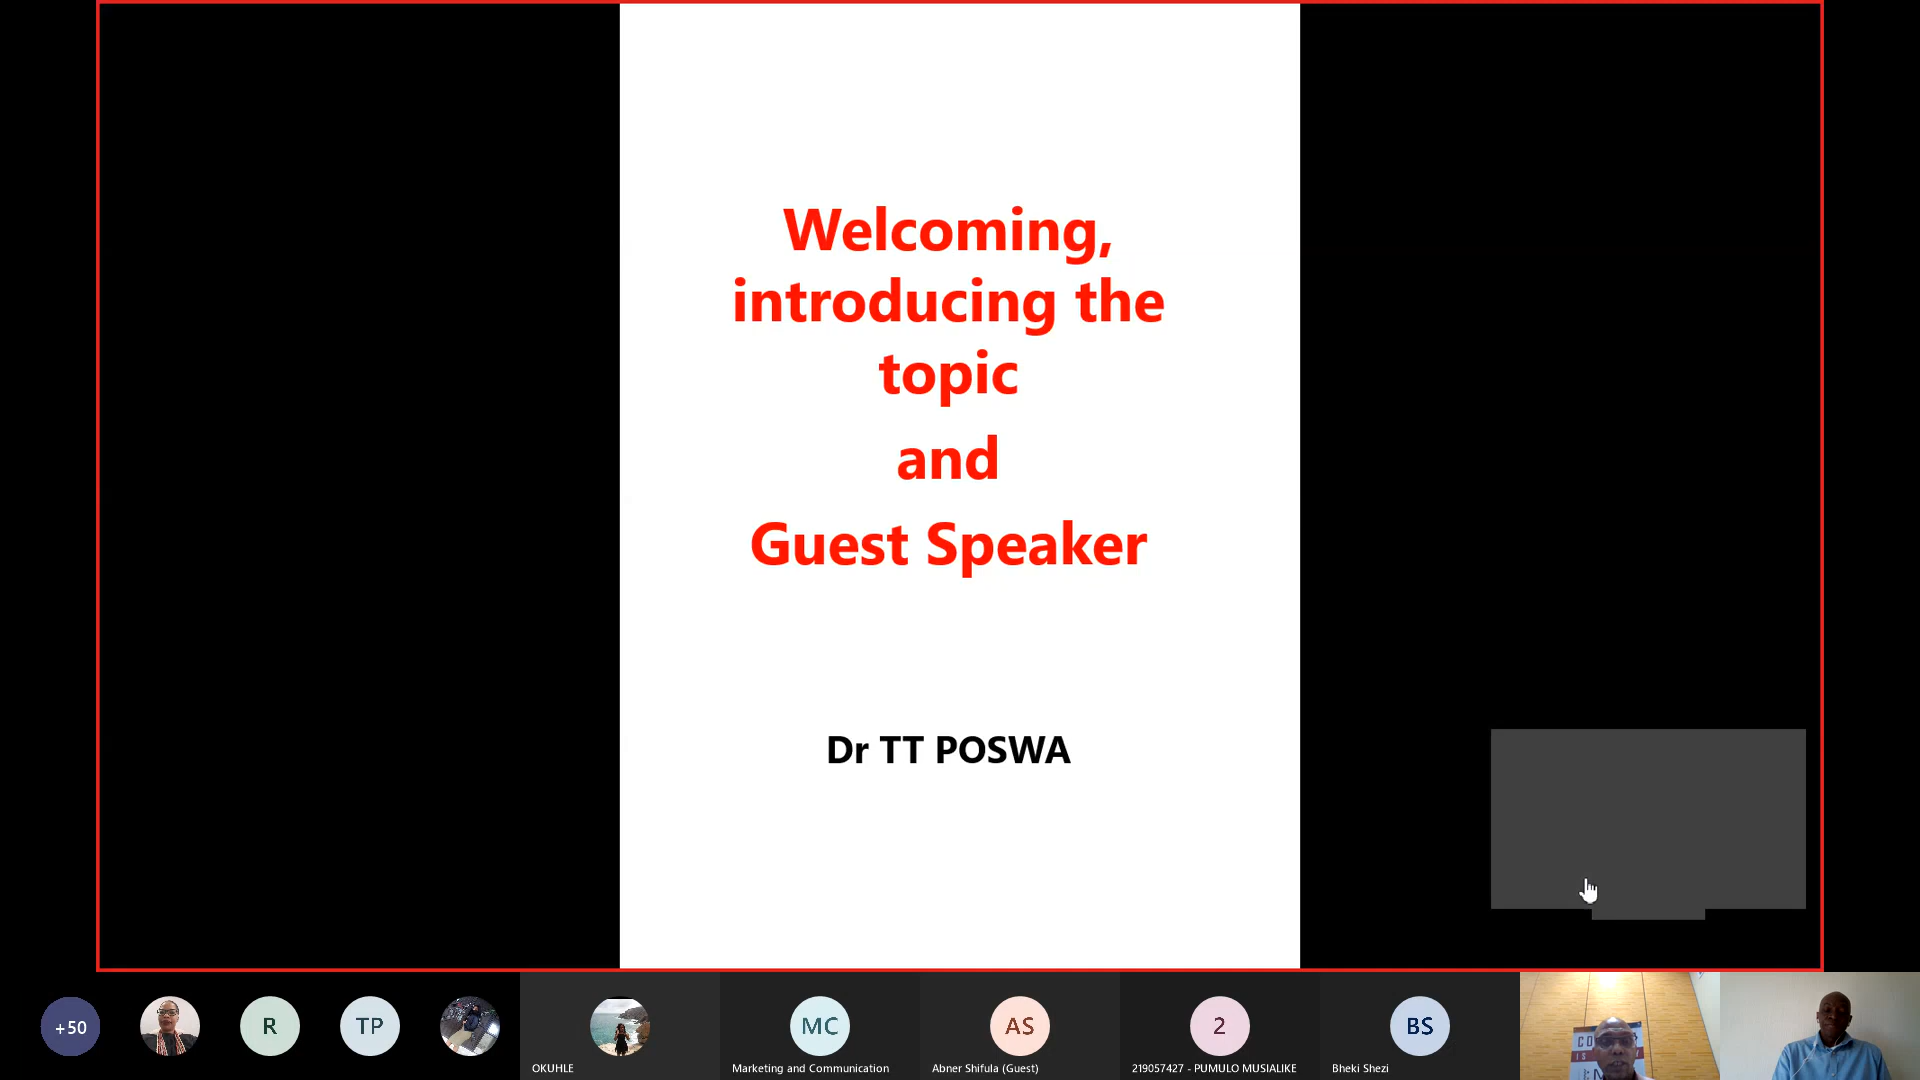 Welcoming,
introducing the
topic
and
Guest Speaker
Dr TT POSWA
+50
R
TP
MC
AS
2
BS
OKUHLE
Marketing and Communication
Abner Shifula (Guest)
219057427 - PUMULO MUSIALIKE
Bheki Shezi